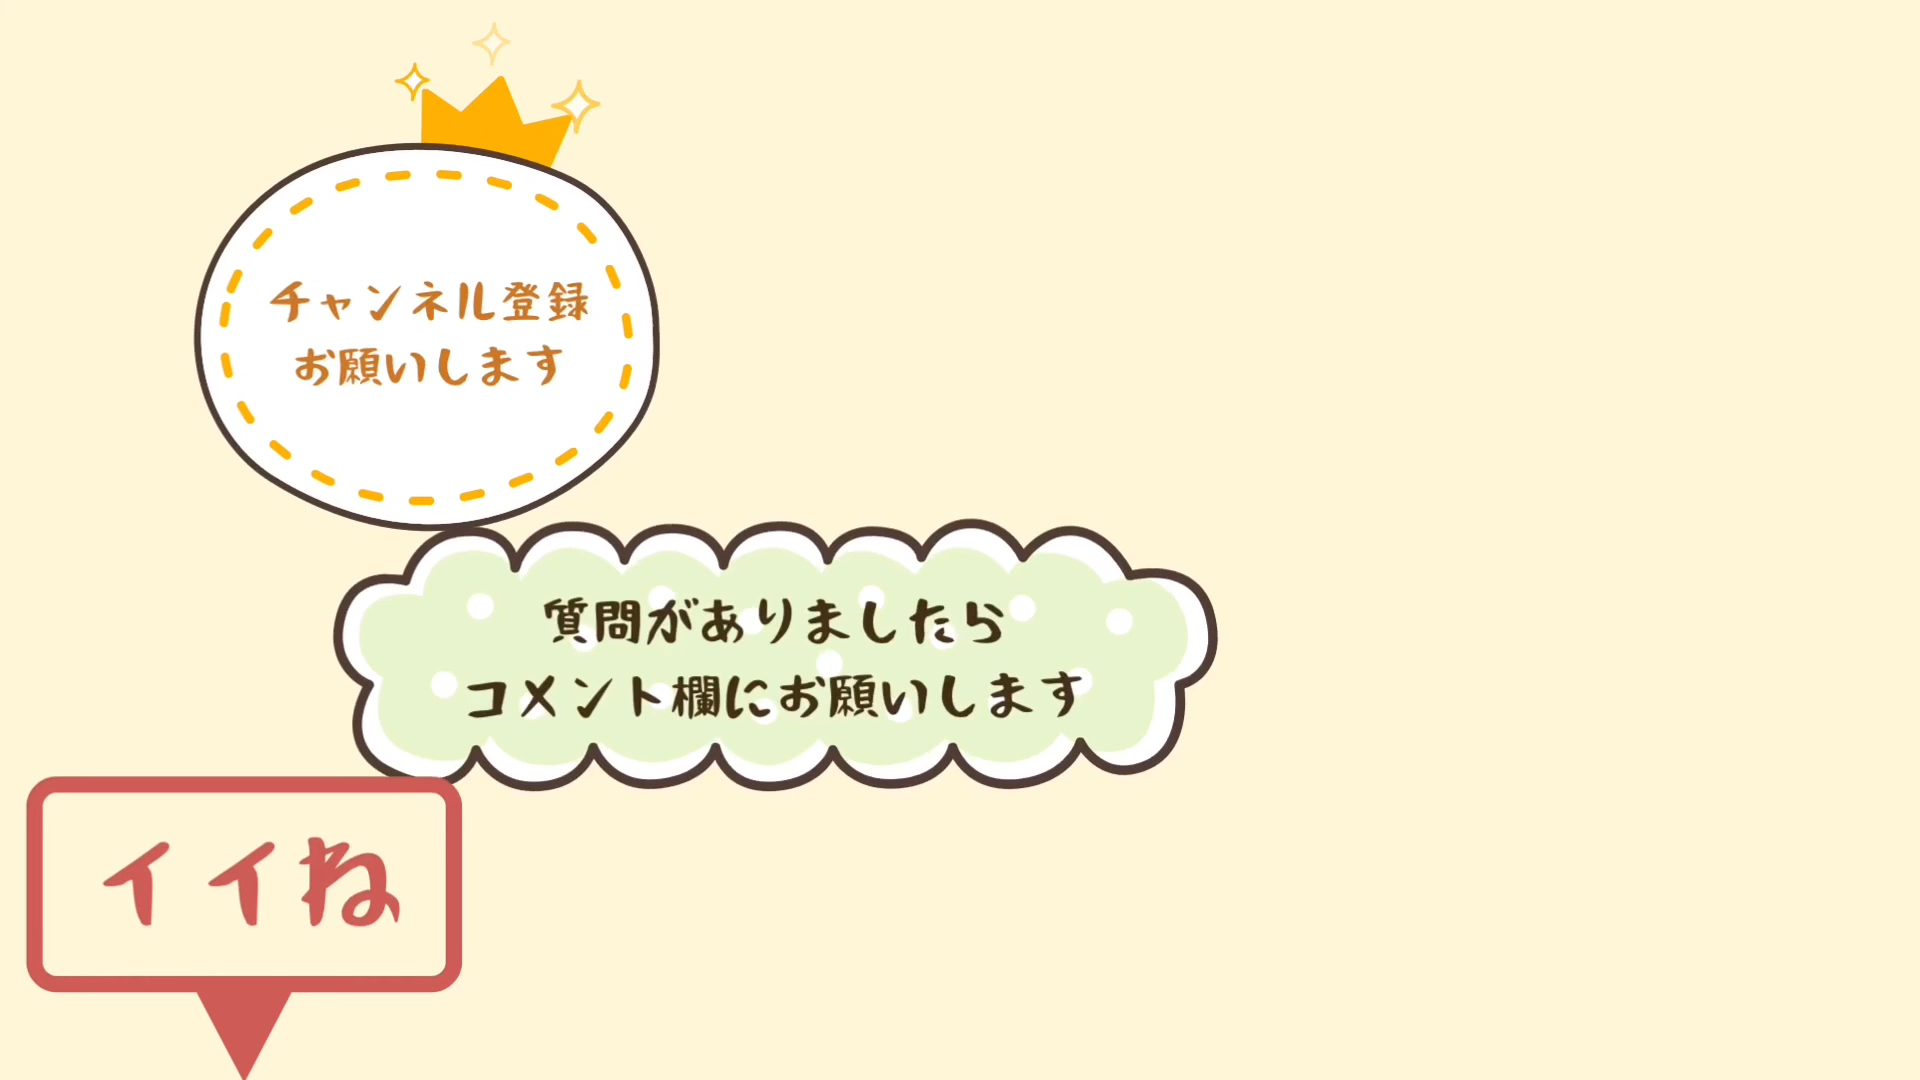 チャンネル登録
お願いします
質問がありましたら
コメント欄にお願いします
イイね